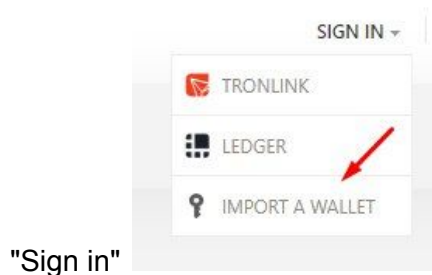 SIGN IN
TRONLINK
LEDGER
IMPORT A WALLET
"Sign in"